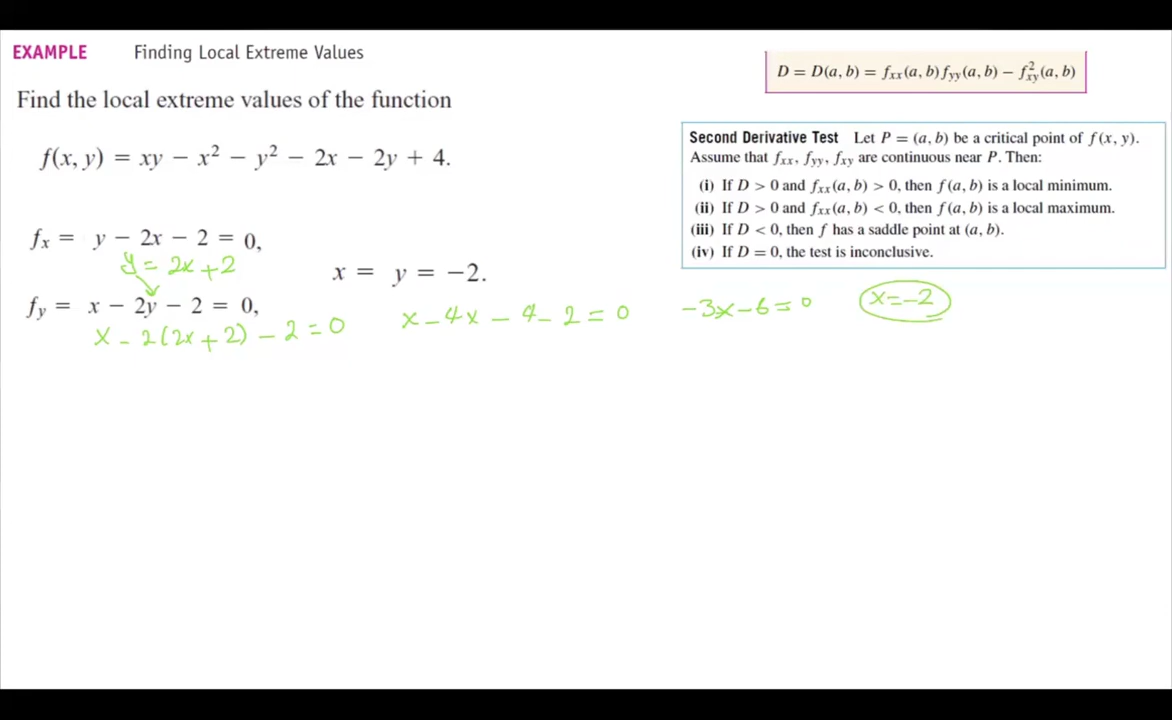 EXAMPLE Finding Local Extreme Values
D = D(a, b) = fxx(a, b) fyy(a, b) − f²xy(a, b)
Find the local extreme values of the function
f(x, y) = xy − x² − y² − 2x − 2y + 4.
Second Derivative Test Let P = (a, b) be a critical point of f(x, y).
Assume that fxx, fyy, fxy are continuous near P. Then:
(i) If D > 0 and fxx(a, b) > 0, then f(a, b) is a local minimum.
(ii) If D > 0 and fxx(a, b) < 0, then f(a, b) is a local maximum.
(iii) If D < 0, then f has a saddle point at (a, b).
(iv) If D = 0, the test is inconclusive.
fx = y − 2x − 2 = 0,
y = 2x + 2
x = y = −2.
fy = x − 2y − 2 = 0,
x − 2(2x + 2) − 2 = 0
x − 4x − 4 − 2 = 0
−3x − 6 = 0
x = −2